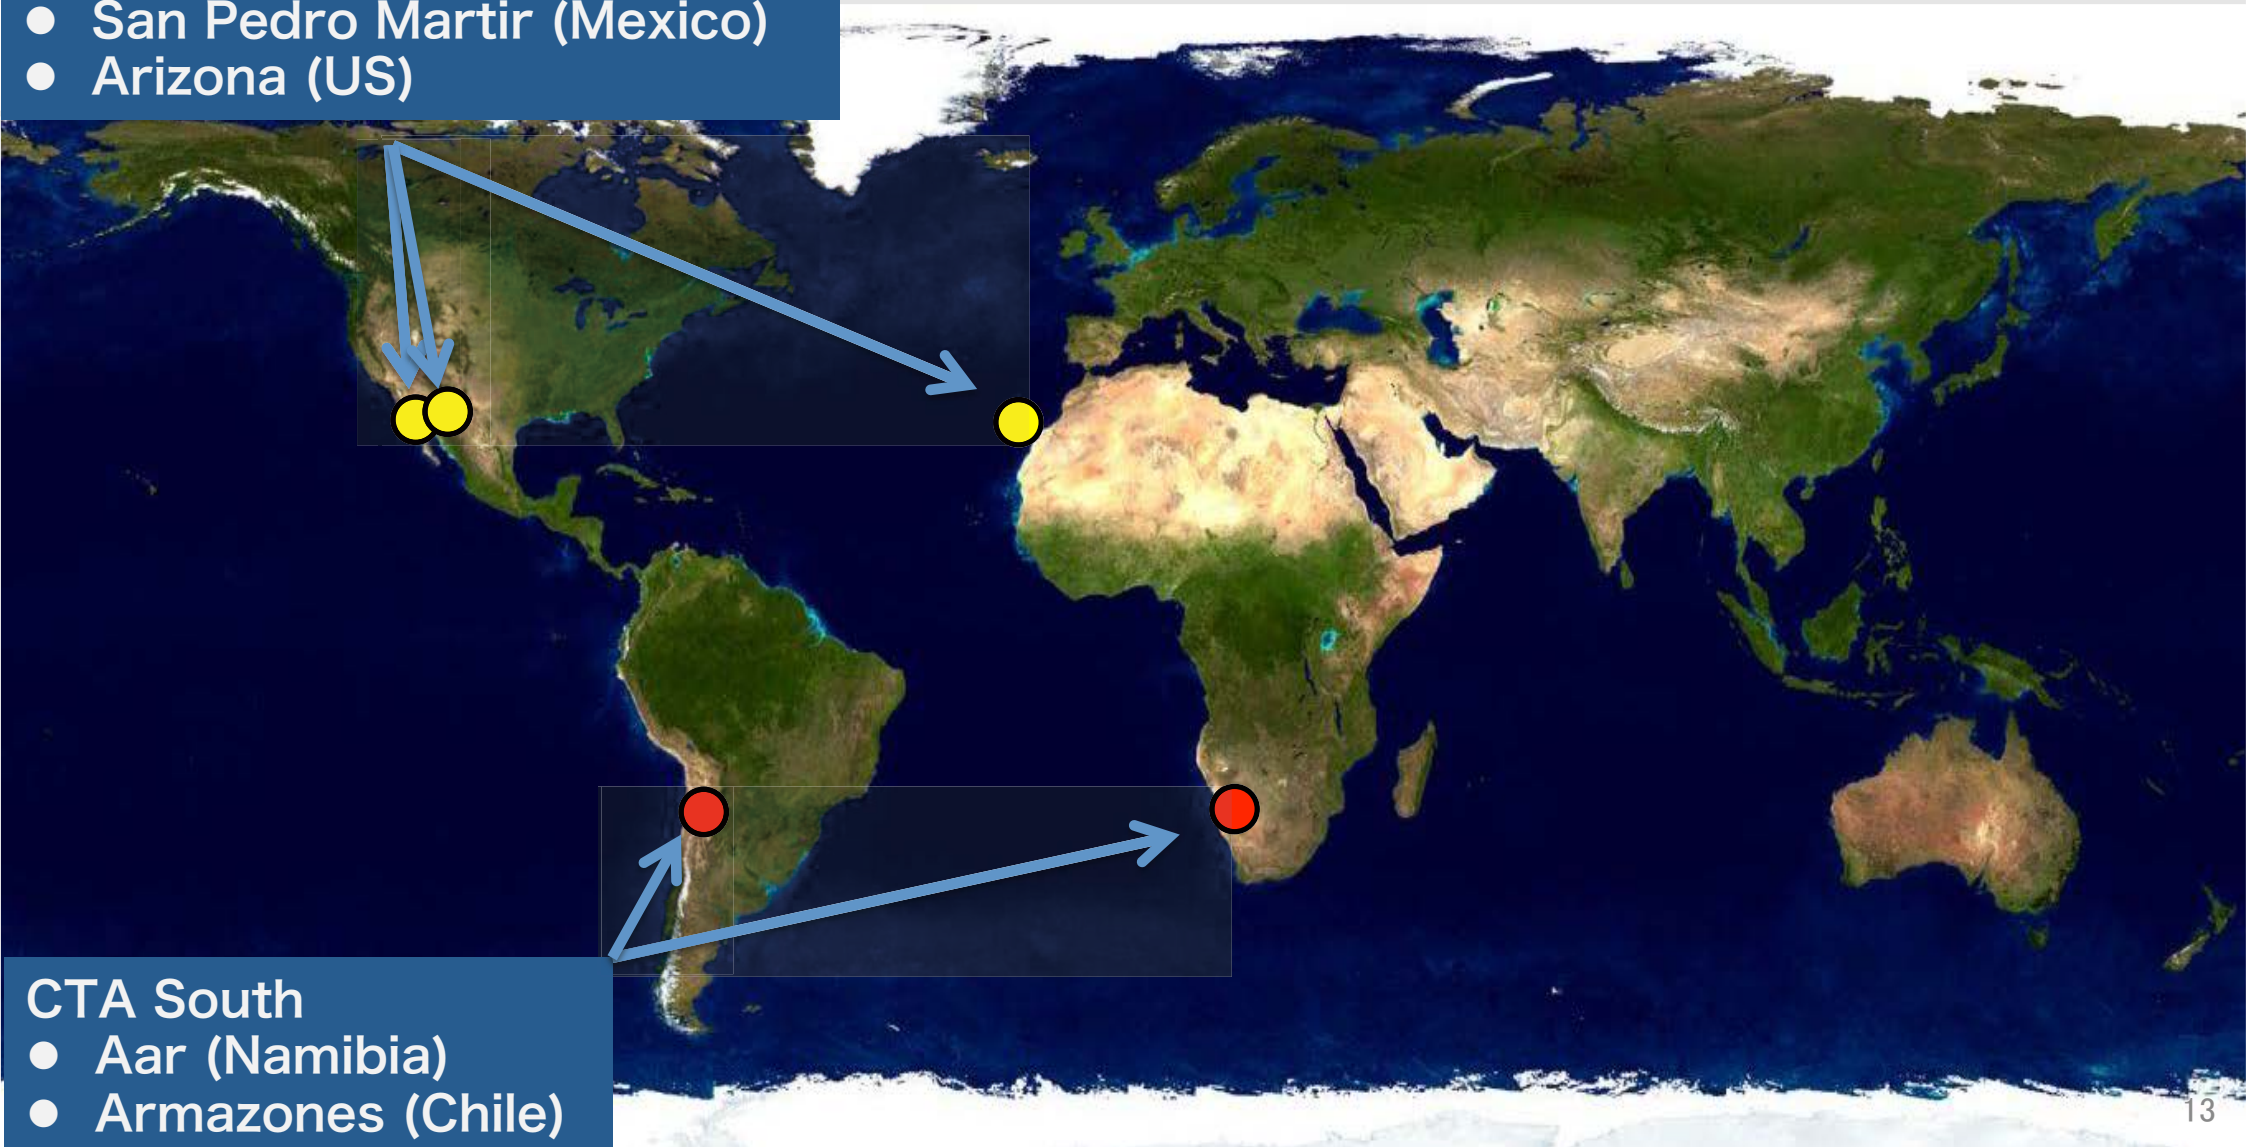 ● San Pedro Martir (Mexico)
● Arizona (US)
CTA South
● Aar (Namibia)
● Armazones (Chile)
13